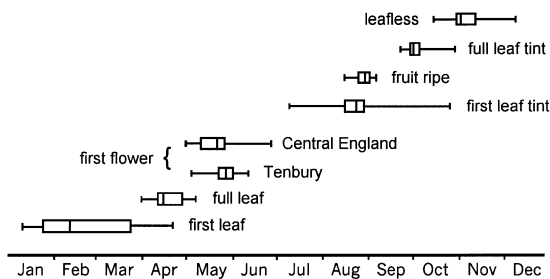 leafless
full leaf tint
fruit ripe
first leaf tint
Central England
first flower {
Tenbury
full leaf
first leaf
Jan Feb Mar Apr May Jun Jul Aug Sep Oct Nov Dec